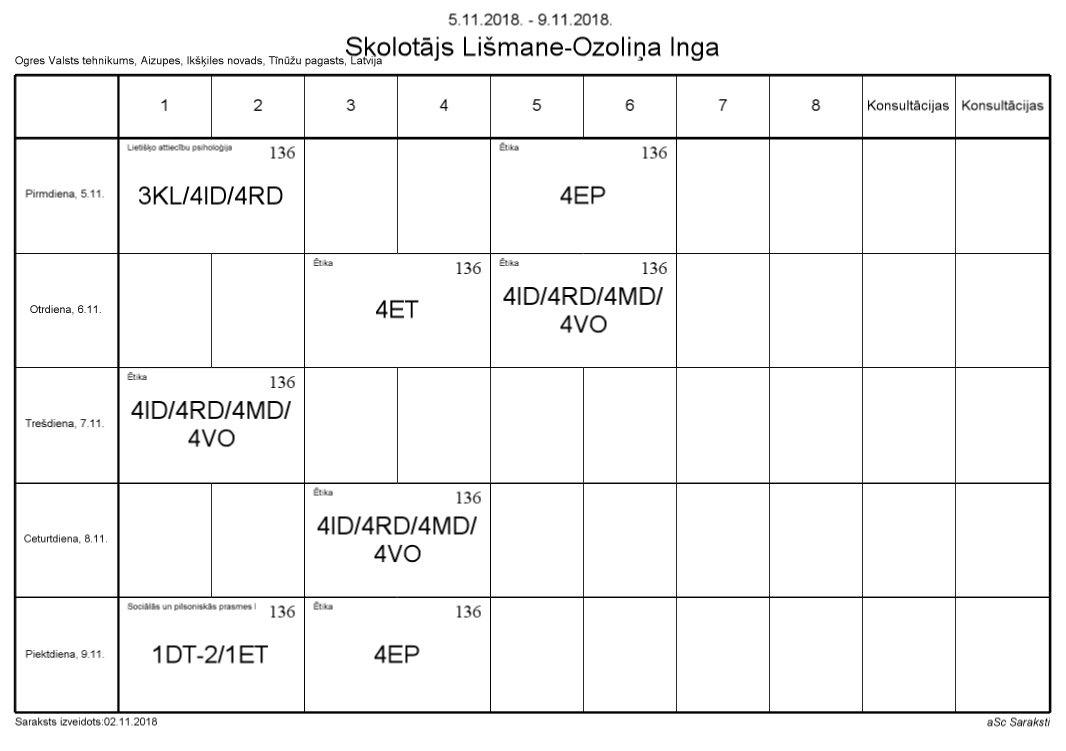 5.11.2018. - 9.11.2018.
Skolotājs Lišmane-Ozoliņa Inga
Ogres Valsts tehnikums, Aizupes, Ikšķiles novads, Tīnūžu pagasts, Latvija
1 2 3 4 5 6 7 8 Konsultācijas Konsultācijas
Pirmdiena, 5.11.
Lietišķo attiecību psiholoģija 136
3KL/4ID/4RD
Ētika 136
4EP
Otrdiena, 6.11.
Ētika 136
4ET
Ētika 136
4ID/4RD/4MD/
4VO
Trešdiena, 7.11.
Ētika 136
4ID/4RD/4MD/
4VO
Ceturtdiena, 8.11.
Ētika 136
4ID/4RD/4MD/
4VO
Piektdiena, 9.11.
Sociālās un pilsoniskās prasmes I 136
1DT-2/1ET
Ētika 136
4EP
Saraksts izveidots:02.11.2018
aSc Saraksti